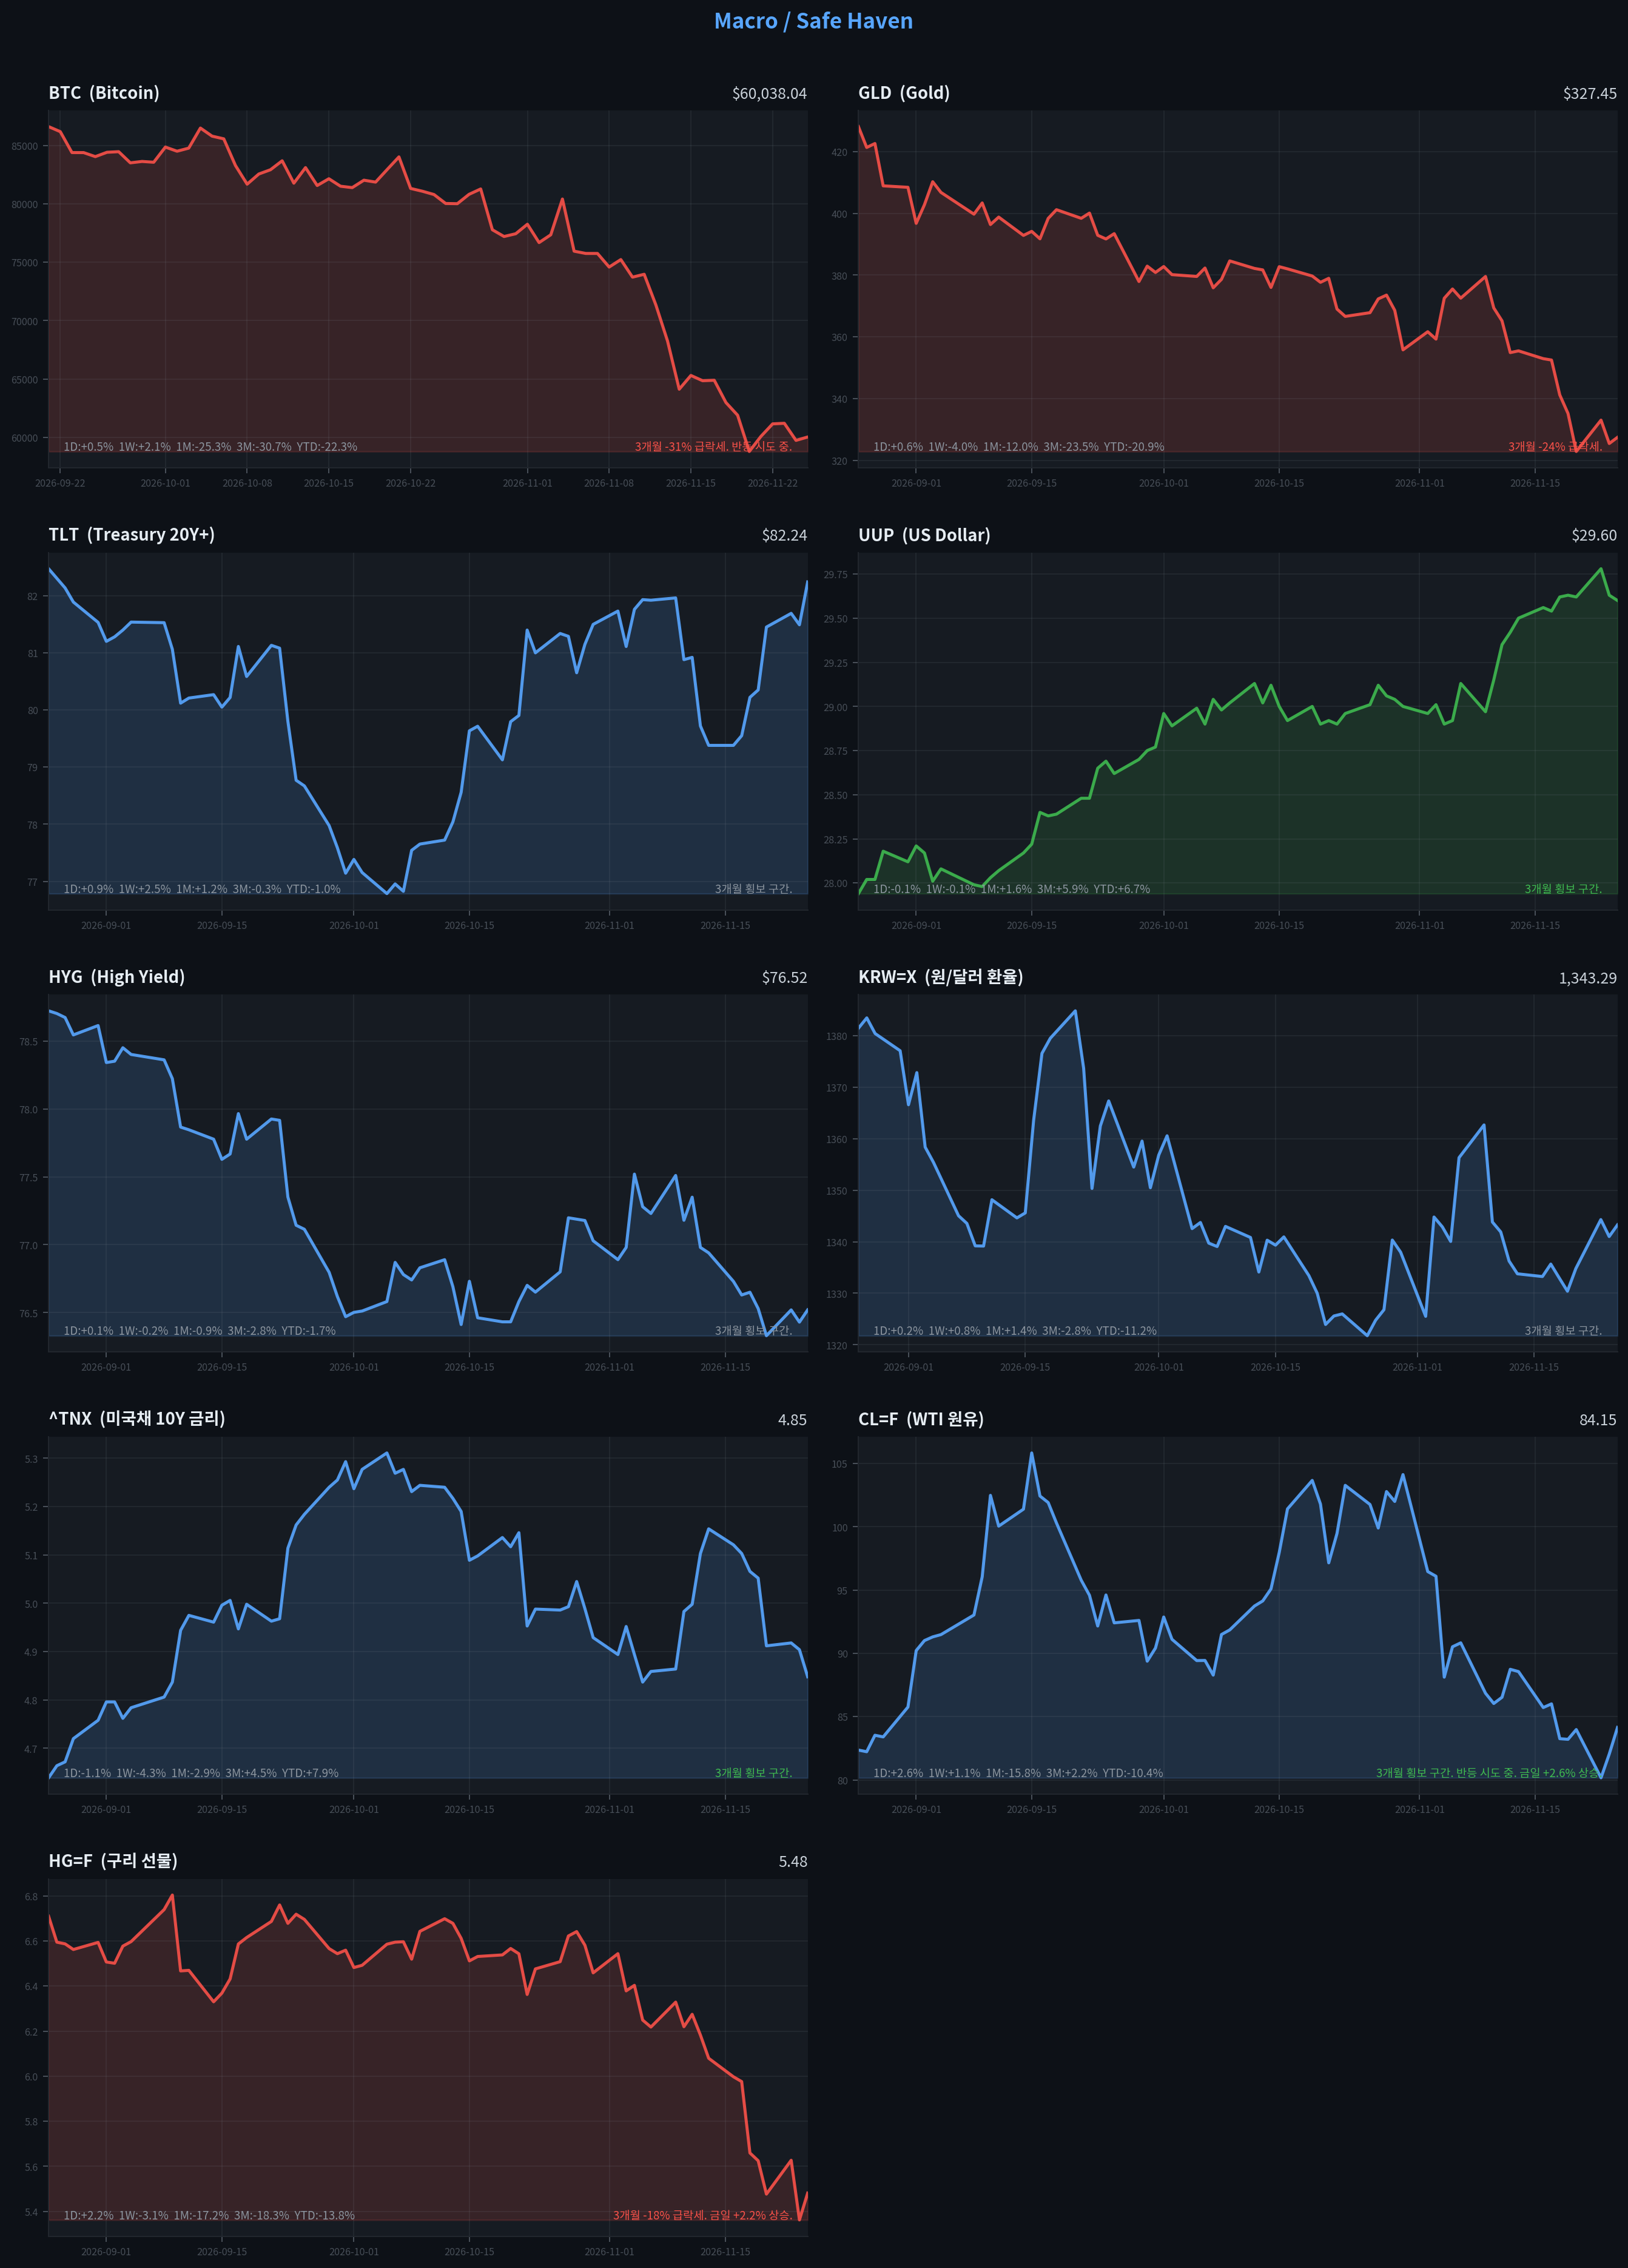 Macro / Safe Haven
BTC (Bitcoin) $60,038.04
85000
80000
75000
70000
65000
60000
1D:+0.5% 1W:+2.1% 1M:-25.3% 3M:-30.7% YTD:-22.3% 3개월 -31% 급락세. 반등 시도 중.
2026-09-22 2026-10-01 2026-10-08 2026-10-15 2026-10-22 2026-11-01 2026-11-08 2026-11-15 2026-11-22
GLD (Gold) $327.45
420
400
380
360
340
320
1D:+0.6% 1W:-4.0% 1M:-12.0% 3M:-23.5% YTD:-20.9% 3개월 -24% 급락세.
2026-09-01 2026-09-15 2026-10-01 2026-10-15 2026-11-01 2026-11-15
TLT (Treasury 20Y+) $82.24
82
81
80
79
78
77
1D:+0.9% 1W:+2.5% 1M:+1.2% 3M:-0.3% YTD:-1.0% 3개월 횡보 구간.
2026-09-01 2026-09-15 2026-10-01 2026-10-15 2026-11-01 2026-11-15
UUP (US Dollar) $29.60
29.75
29.50
29.25
29.00
28.75
28.50
28.25
28.00
1D:-0.1% 1W:-0.1% 1M:+1.6% 3M:+5.9% YTD:+6.7% 3개월 횡보 구간.
2026-09-01 2026-09-15 2026-10-01 2026-10-15 2026-11-01 2026-11-15
HYG (High Yield) $76.52
78.5
78.0
77.5
77.0
76.5
1D:+0.1% 1W:-0.2% 1M:-0.9% 3M:-2.8% YTD:-1.7% 3개월 횡보 구간.
2026-09-01 2026-09-15 2026-10-01 2026-10-15 2026-11-01 2026-11-15
KRW=X (원/달러 환율) 1,343.29
1380
1370
1360
1350
1340
1330
1320
1D:+0.2% 1W:+0.8% 1M:+1.4% 3M:-2.8% YTD:-11.2% 3개월 횡보 구간.
2026-09-01 2026-09-15 2026-10-01 2026-10-15 2026-11-01 2026-11-15
^TNX (미국채 10Y 금리) 4.85
5.3
5.2
5.1
5.0
4.9
4.8
4.7
1D:-1.1% 1W:-4.3% 1M:-2.9% 3M:+4.5% YTD:+7.9% 3개월 횡보 구간.
2026-09-01 2026-09-15 2026-10-01 2026-10-15 2026-11-01 2026-11-15
CL=F (WTI 원유) 84.15
105
100
95
90
85
80
1D:+2.6% 1W:+1.1% 1M:-15.8% 3M:+2.2% YTD:-10.4% 3개월 횡보 구간. 반등 시도 중. 금일 +2.6% 상승.
2026-09-01 2026-09-15 2026-10-01 2026-10-15 2026-11-01 2026-11-15
HG=F (구리 선물) 5.48
6.8
6.6
6.4
6.2
6.0
5.8
5.6
5.4
1D:+2.2% 1W:-3.1% 1M:-17.2% 3M:-18.3% YTD:-13.8% 3개월 -18% 급락세. 금일 +2.2% 상승.
2026-09-01 2026-09-15 2026-10-01 2026-10-15 2026-11-01 2026-11-15